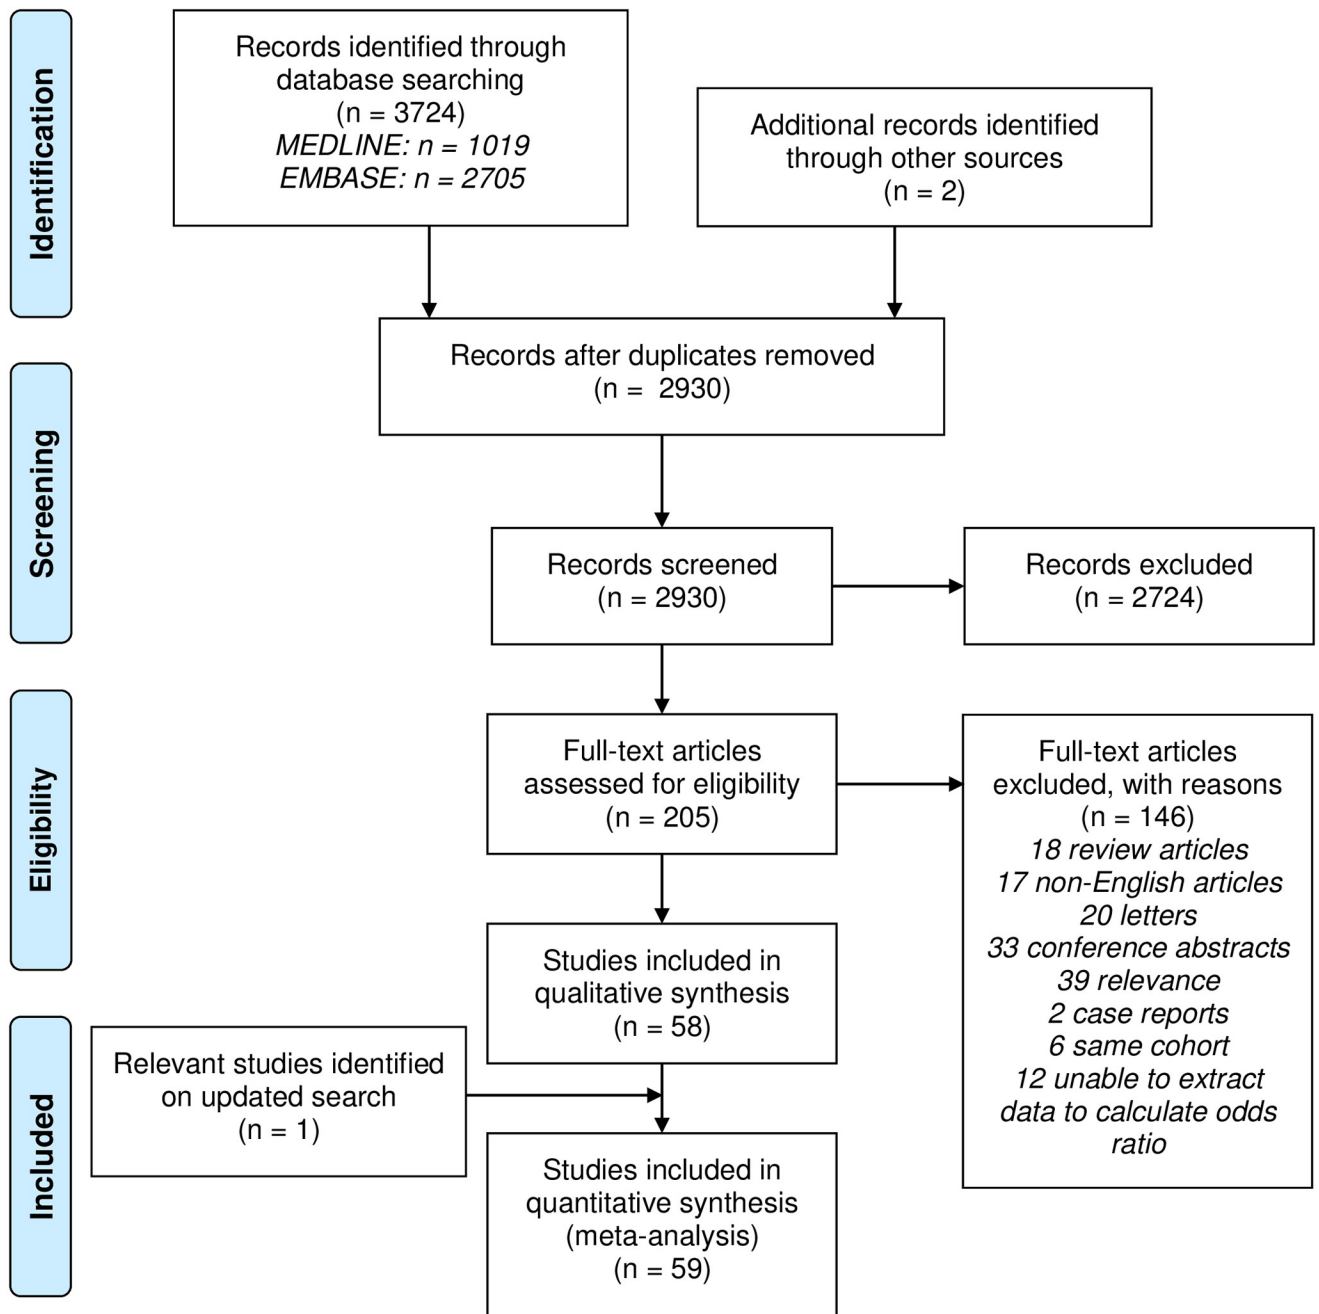 Identification
Records identified through
database searching
(n = 3724)
MEDLINE: n = 1019
EMBASE: n = 2705
Additional records identified
through other sources
(n = 2)
Records after duplicates removed
(n =  2930)
Screening
Records screened
(n = 2930)
Records excluded
(n = 2724)
Eligibility
Full-text articles
assessed for eligibility
(n = 205)
Full-text articles
excluded, with reasons
(n = 146)
18 review articles
17 non-English articles
20 letters
33 conference abstracts
39 relevance
2 case reports
6 same cohort
12 unable to extract
data to calculate odds
ratio
Studies included in
qualitative synthesis
(n = 58)
Included
Relevant studies identified
on updated search
(n = 1)
Studies included in
quantitative synthesis
(meta-analysis)
(n = 59)